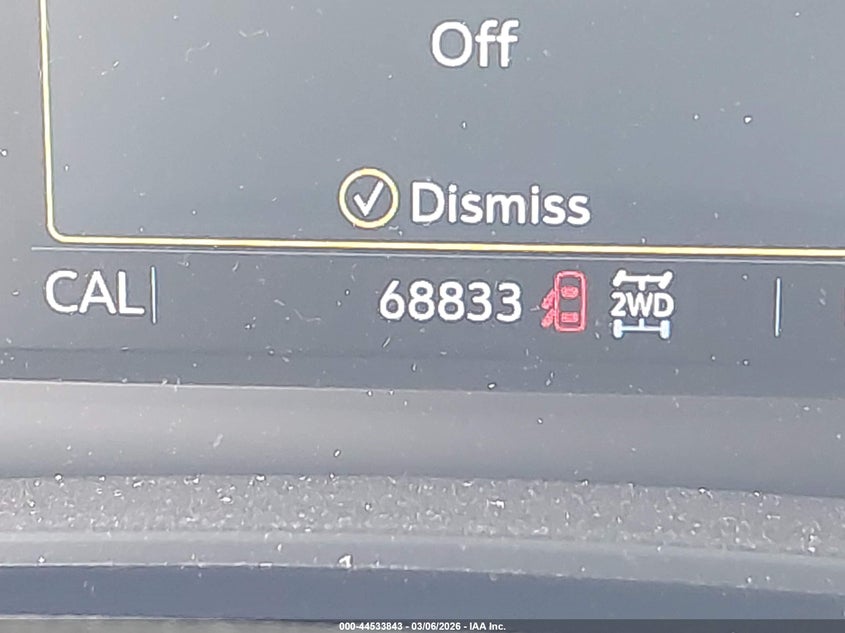 Off
Dismiss
CAL 68833 2WD
000-44533843 - 03/06/2026 - IAA Inc.